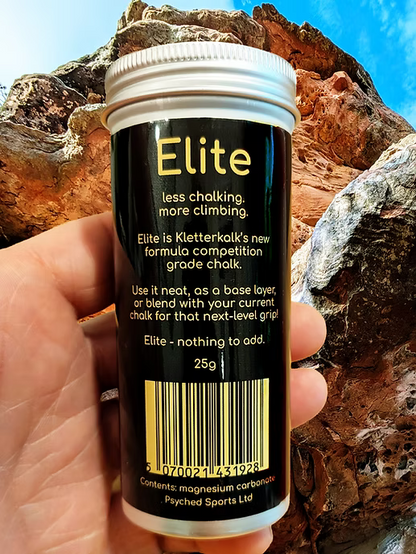 Elite
less chalking.
more climbing.
Elite is Kletterkalk's new
formula competition
grade chalk.
Use it neat, as a base layer,
or blend with your current
chalk for that next-level grip!
Elite - nothing to add.
25g
5 070021 431928
Contents: magnesium carbonate
Psyched Sports Ltd